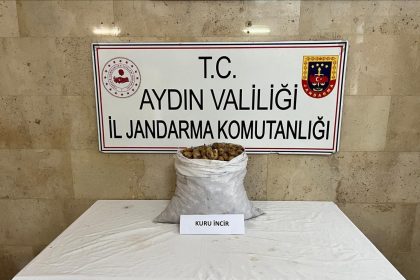 T.C.
AYDIN VALİLİĞİ
İL JANDARMA KOMUTANLIĞI
KURU İNCİR